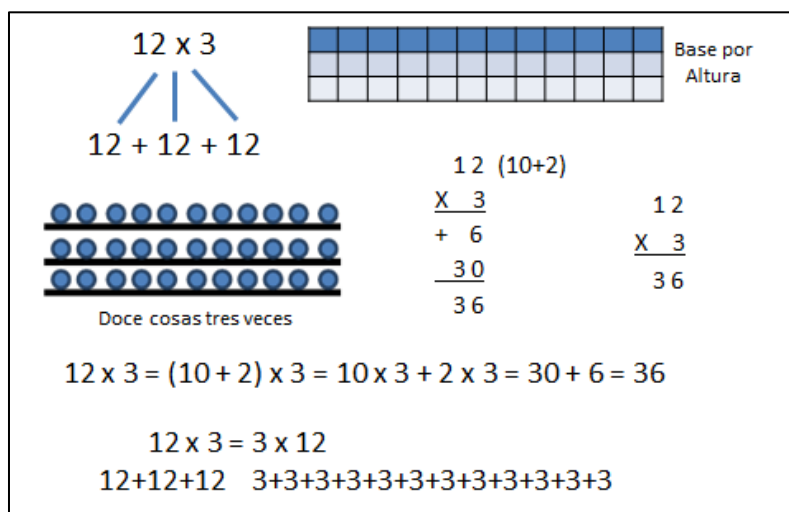 12 x 3
12 + 12 + 12
Base por
Altura
Doce cosas tres veces
1 2 (10+2)
X 3
+ 6
3 0
3 6
1 2
X 3
3 6
12 x 3 = (10 + 2) x 3 = 10 x 3 + 2 x 3 = 30 + 6 = 36
12 x 3 = 3 x 12
12+12+12 3+3+3+3+3+3+3+3+3+3+3+3